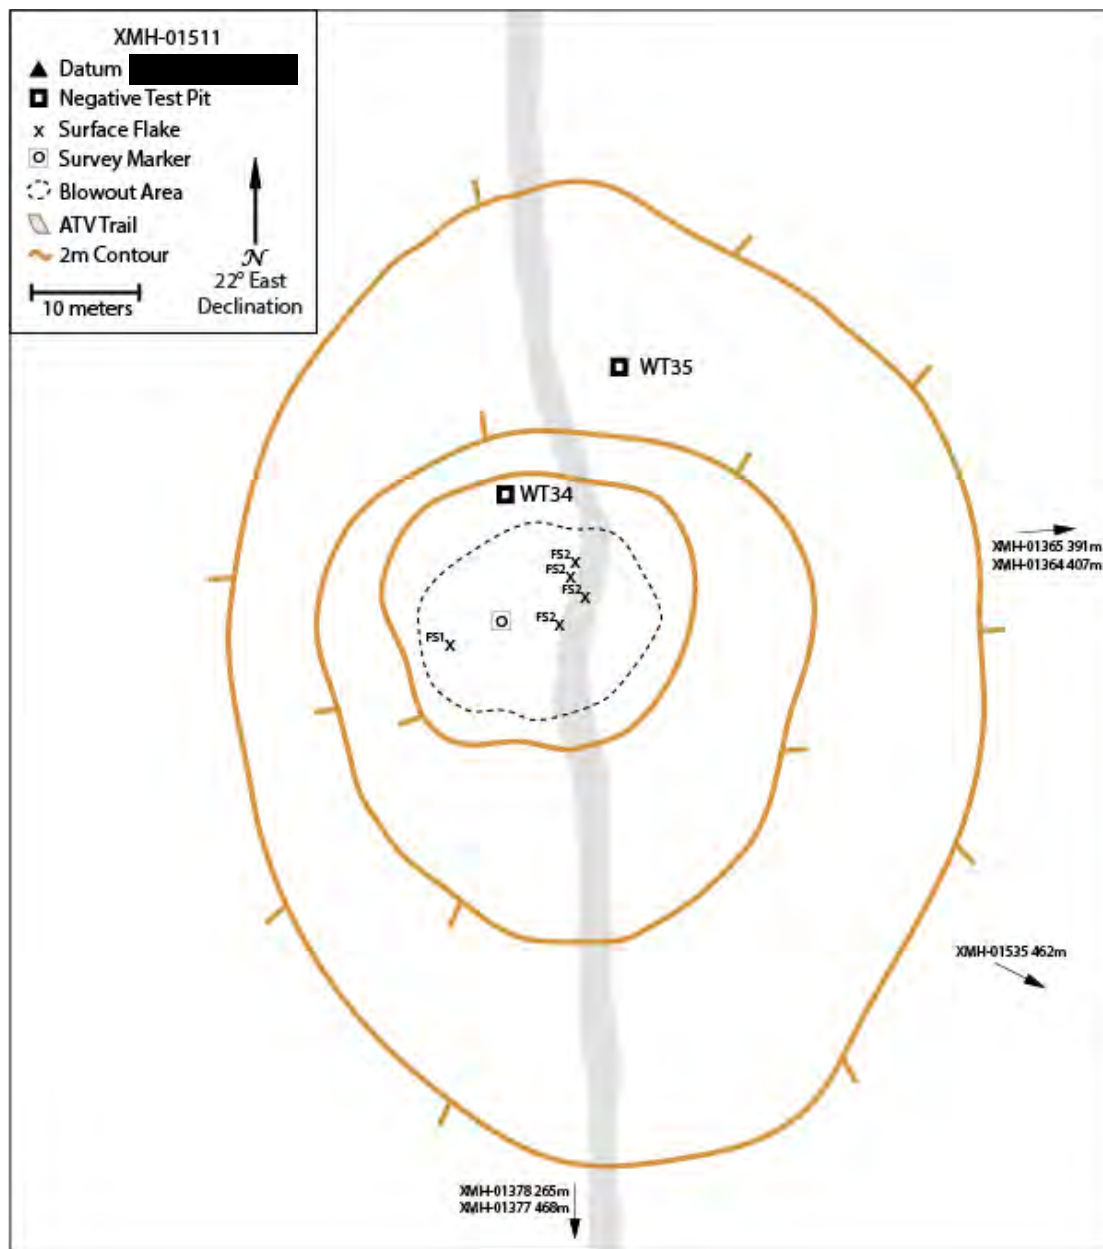 XMH-01511
Datum
Negative Test Pit
x Surface Flake
Survey Marker
Blowout Area
ATV Trail
2m Contour
N
22° East
Declination
10 meters
WT35
WT34
FS2
FS2
FS2
FS2
FS1
XMH-01365 391m
XMH-01364 407m
XMH-01535 462m
XMH-01378 265m
XMH-01377 468m